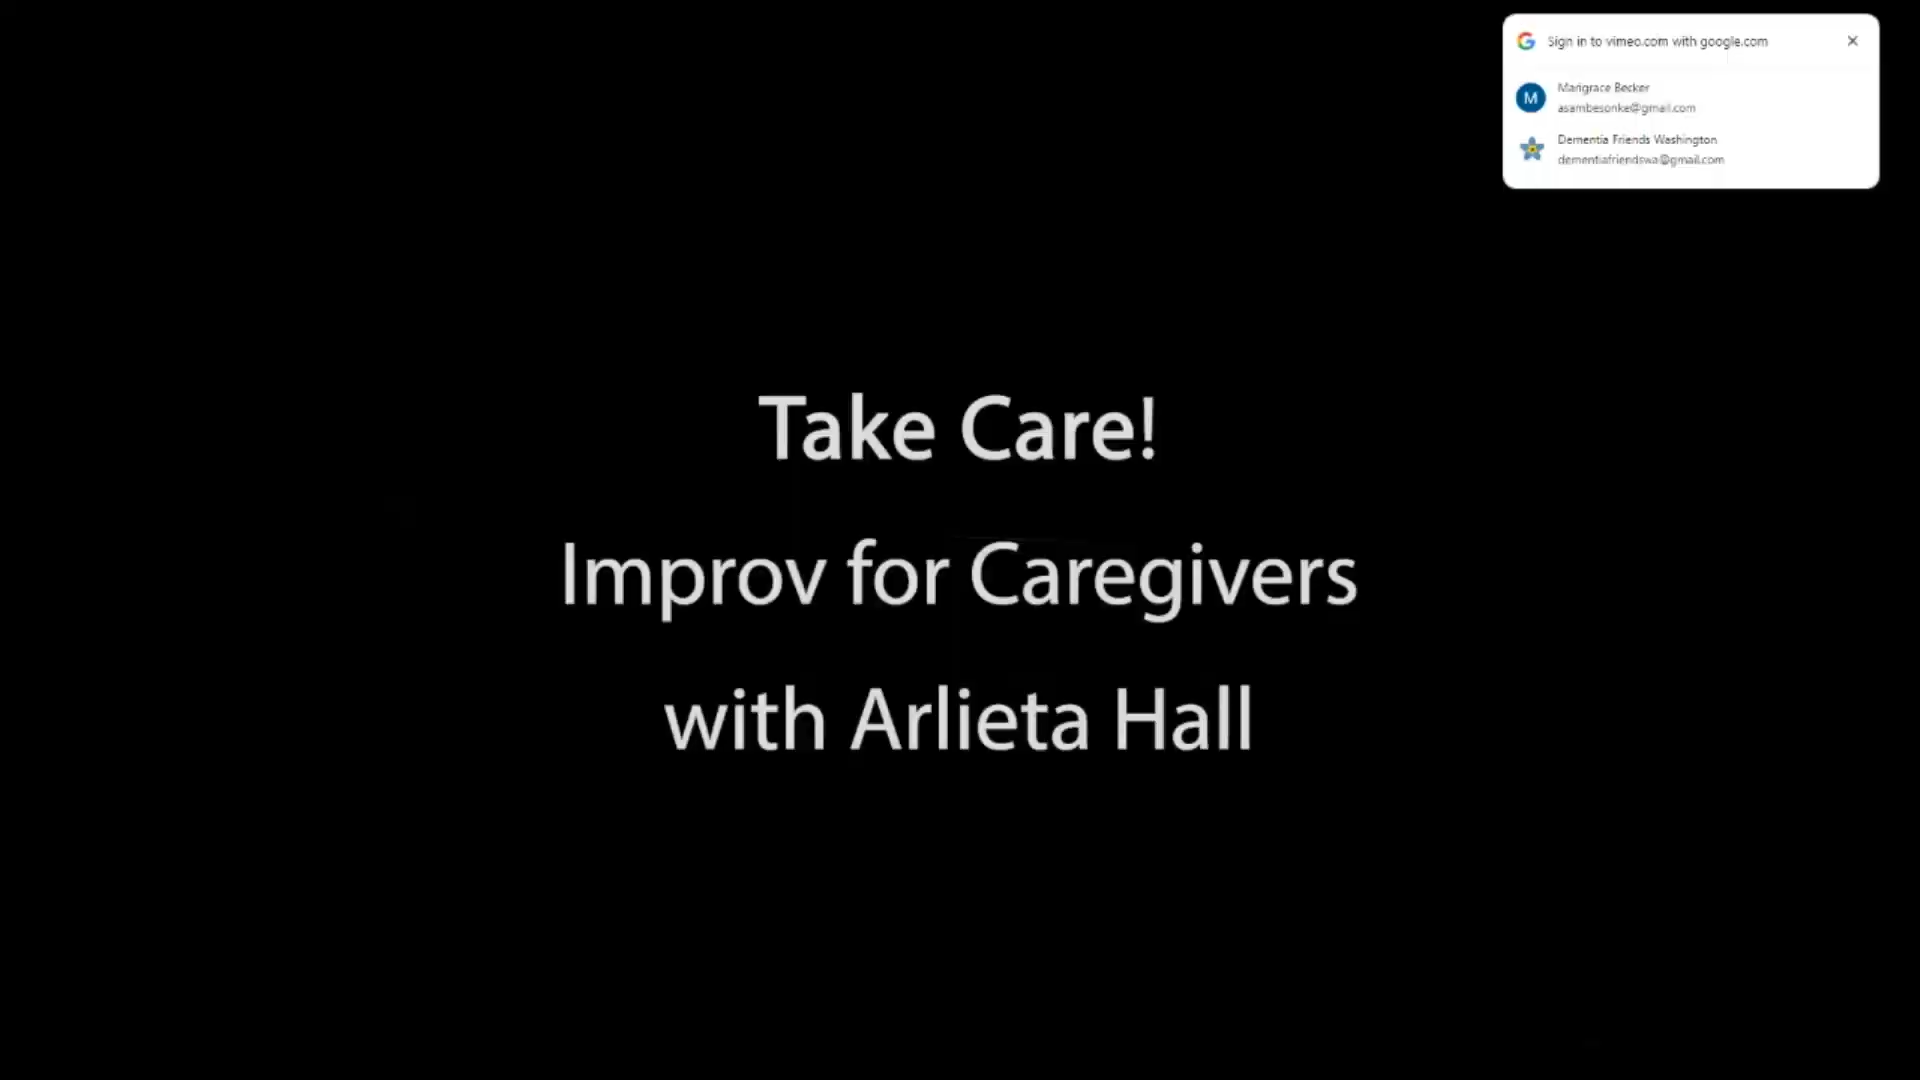 Sign in to vimeo.com with google.com
M
Marigrace Becker
asambesonke@gmail.com
Dementia Friends Washington
dementiafriendswa@gmail.com
Take Care!
Improv for Caregivers
with Arlieta Hall